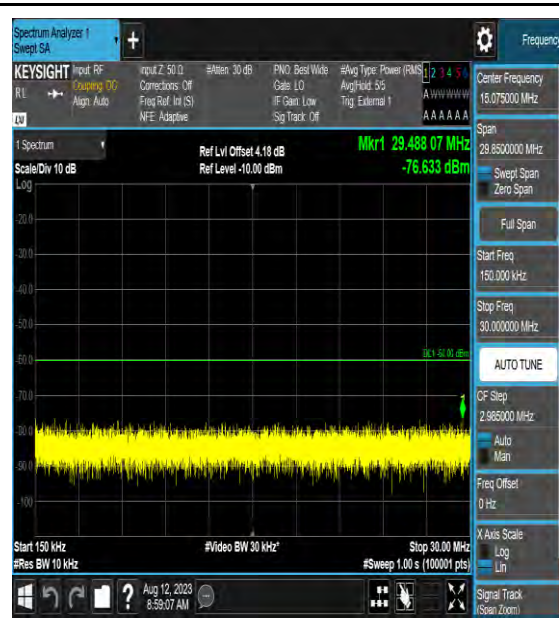 Spectrum Analyzer 1
Swept SA
Frequency
KEYSIGHT
R L
LW
Input: RF
Coupling: DC
Align: Auto
Input Z: 50 Ω
Corrections: Off
Freq Ref: Int (S)
NFE: Adaptive
#Atten: 30 dB
PNO: Best Wide
Gate: LO
IF Gain: Low
Sig Track: Off
#Avg Type: Power (RMS
Avg|Hold: 5/5
Trig: External 1
1 2 3 4 5 6
A W W W W W
A A A A A A
1 Spectrum
Scale/Div 10 dB
Log
Ref Lvl Offset 4.18 dB
Ref Level -10.00 dBm
Mkr1 29.488 07 MHz
-76.633 dBm
-20.0
-30.0
-40.0
-50.0
-60.0
-70.0
-80.0
-90.0
-100
DL1 -60.00 dBm
1
Start 150 kHz
#Res BW 10 kHz
#Video BW 30 kHz*
Stop 30.00 MHz
#Sweep 1.00 s (100001 pts)
?
Aug 12, 2023
8:59:07 AM
Center Frequency
15.075000 MHz
Span
29.8500000 MHz
Swept Span
Zero Span
Full Span
Start Freq
150.000 kHz
Stop Freq
30.000000 MHz
AUTO TUNE
CF Step
2.985000 MHz
Auto
Man
Freq Offset
0 Hz
X Axis Scale
Log
Lin
Signal Track
(Span Zoom)